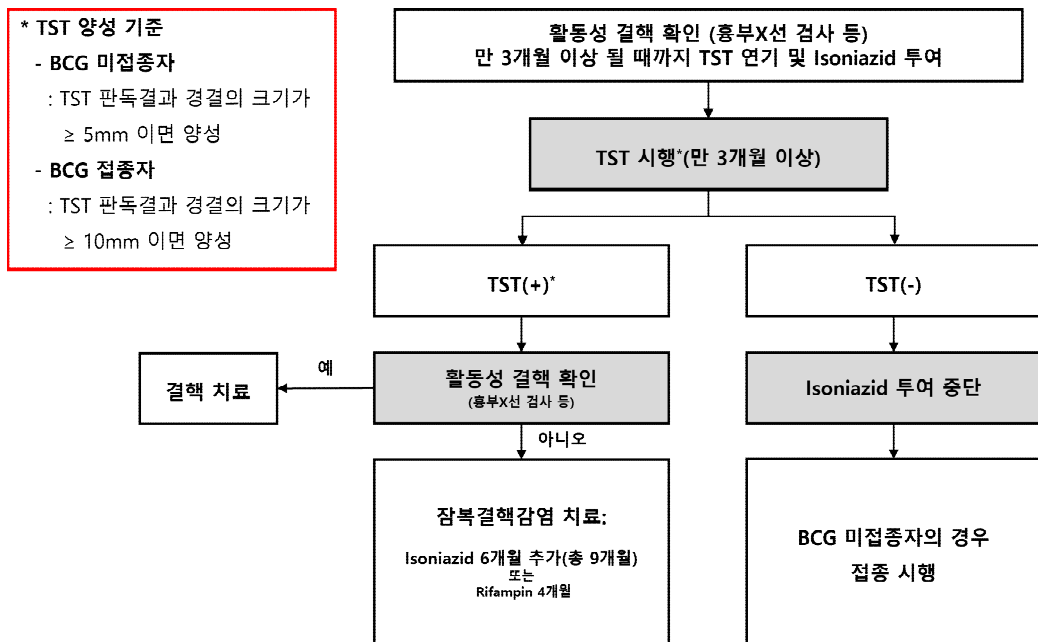 * TST 양성 기준
- BCG 미접종자
: TST 판독결과 경결의 크기가
≥ 5mm 이면 양성
- BCG 접종자
: TST 판독결과 경결의 크기가
≥ 10mm 이면 양성
활동성 결핵 확인 (흉부X선 검사 등)
만 3개월 이상 될 때까지 TST 연기 및 Isoniazid 투여
TST 시행*(만 3개월 이상)
TST(+)*
TST(-)
결핵 치료
예
활동성 결핵 확인
(흉부X선 검사 등)
Isoniazid 투여 중단
아니오
잠복결핵감염 치료:
Isoniazid 6개월 추가(총 9개월)
또는
Rifampin 4개월
BCG 미접종자의 경우
접종 시행